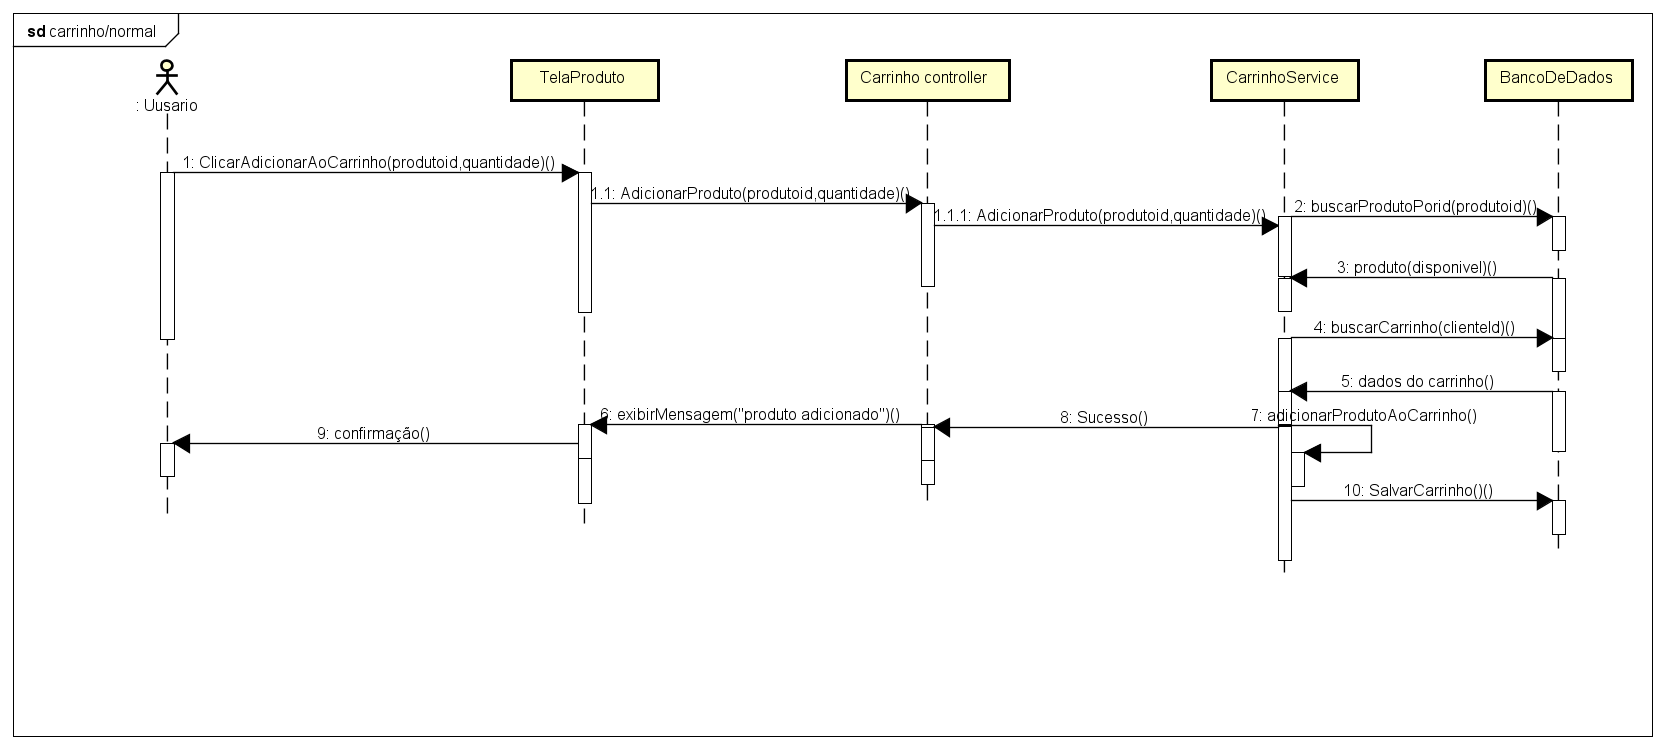 sd carrinho/normal
: Uusario
TelaProduto
Carrinho controller
CarrinhoService
BancoDeDados
1: ClicarAdicionarAoCarrinho(produtoid,quantidade)()
1.1: AdicionarProduto(produtoid,quantidade)()
1.1.1: AdicionarProduto(produtoid,quantidade)()
2: buscarProdutoPorid(produtoid)()
3: produto(disponivel)()
4: buscarCarrinho(clienteId)()
5: dados do carrinho()
6: exibirMensagem("produto adicionado")()
8: Sucesso()
7: adicionarProdutoAoCarrinho()
9: confirmação()
10: SalvarCarrinho()()